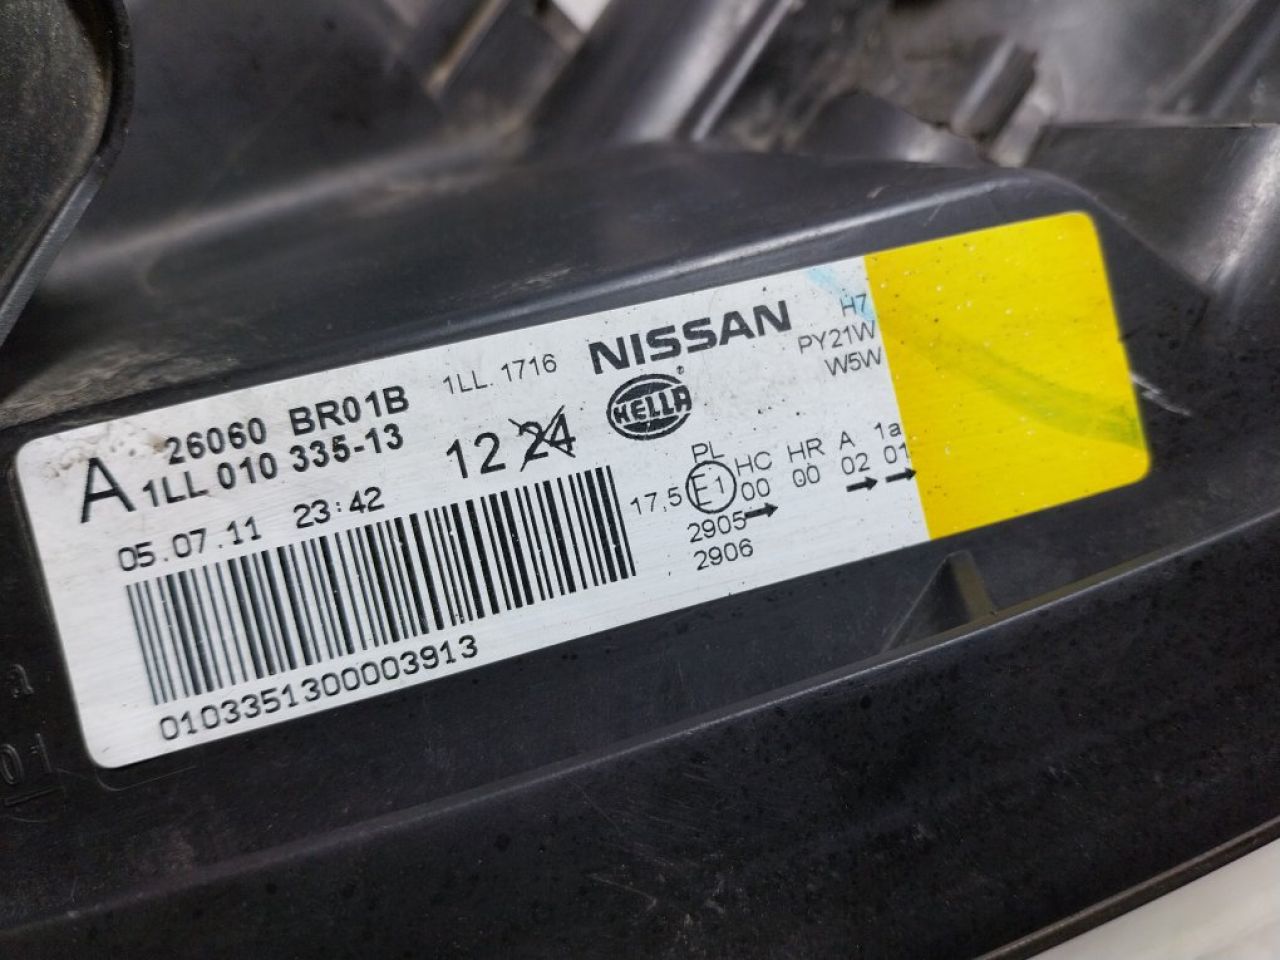 NISSAN
H7
PY21W
W5W
1LL. 1716
A
26060 BR01B
1LL 010 335-13
12 24
HELLA
05.07.11 23:42
PL
17,5 E1
HC HR A 1a
00 00 02 01
2905
2906
0103351300003913
a
01